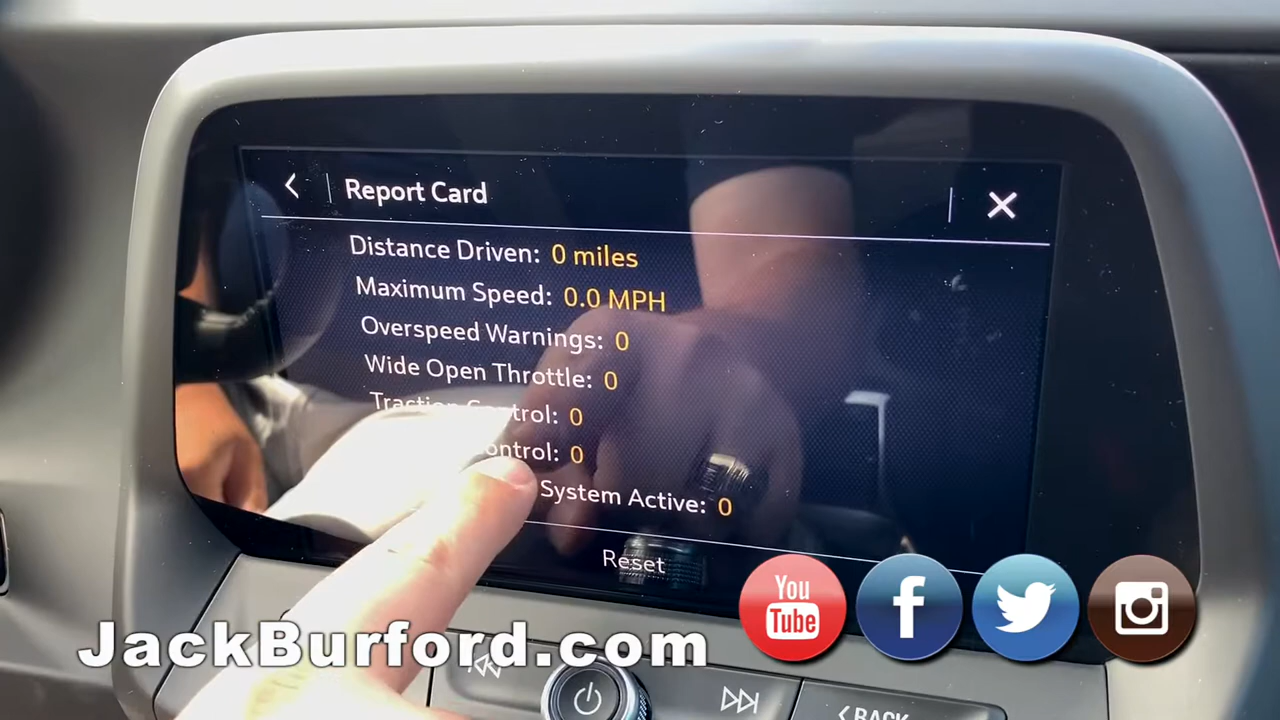 Report Card
Distance Driven: 0 miles
Maximum Speed: 0.0 MPH
Overspeed Warnings: 0
Wide Open Throttle: 0
Traction Control: 0
ontrol: 0
System Active: 0
Reset
You
Tube
f
JackBurford.com
BACK